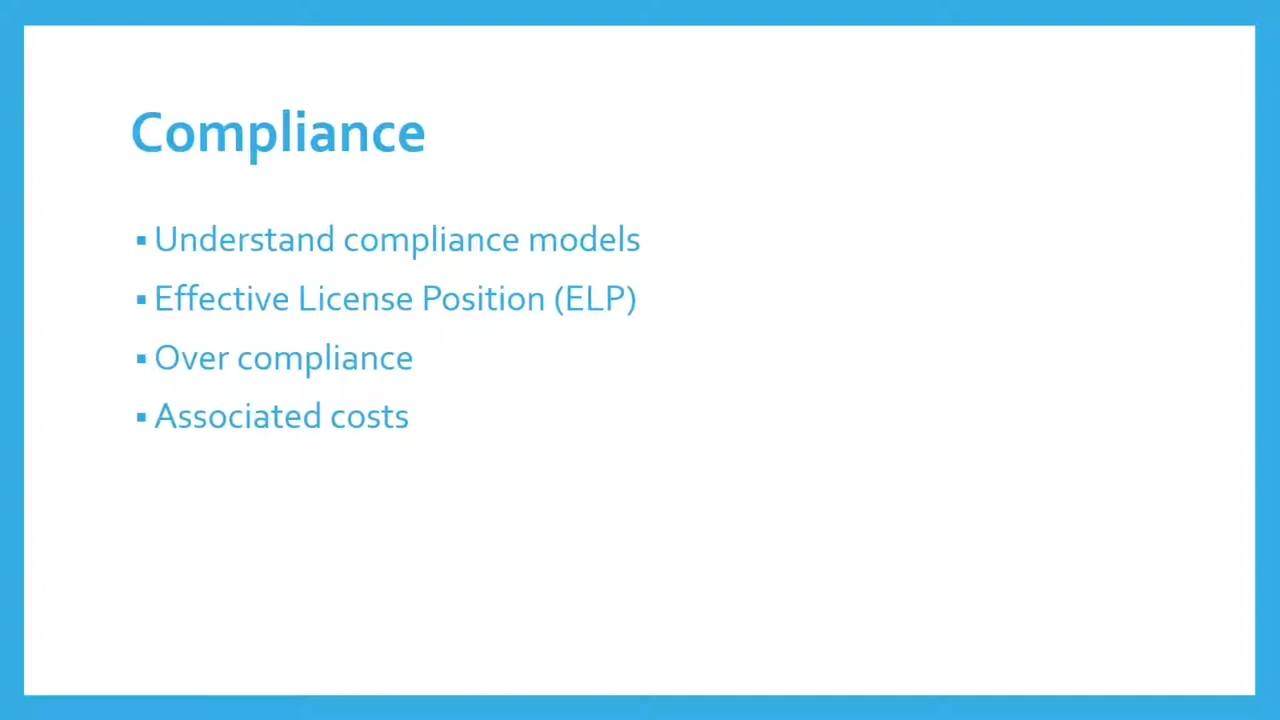 Compliance
▪ Understand compliance models
▪ Effective License Position (ELP)
▪ Over compliance
▪ Associated costs